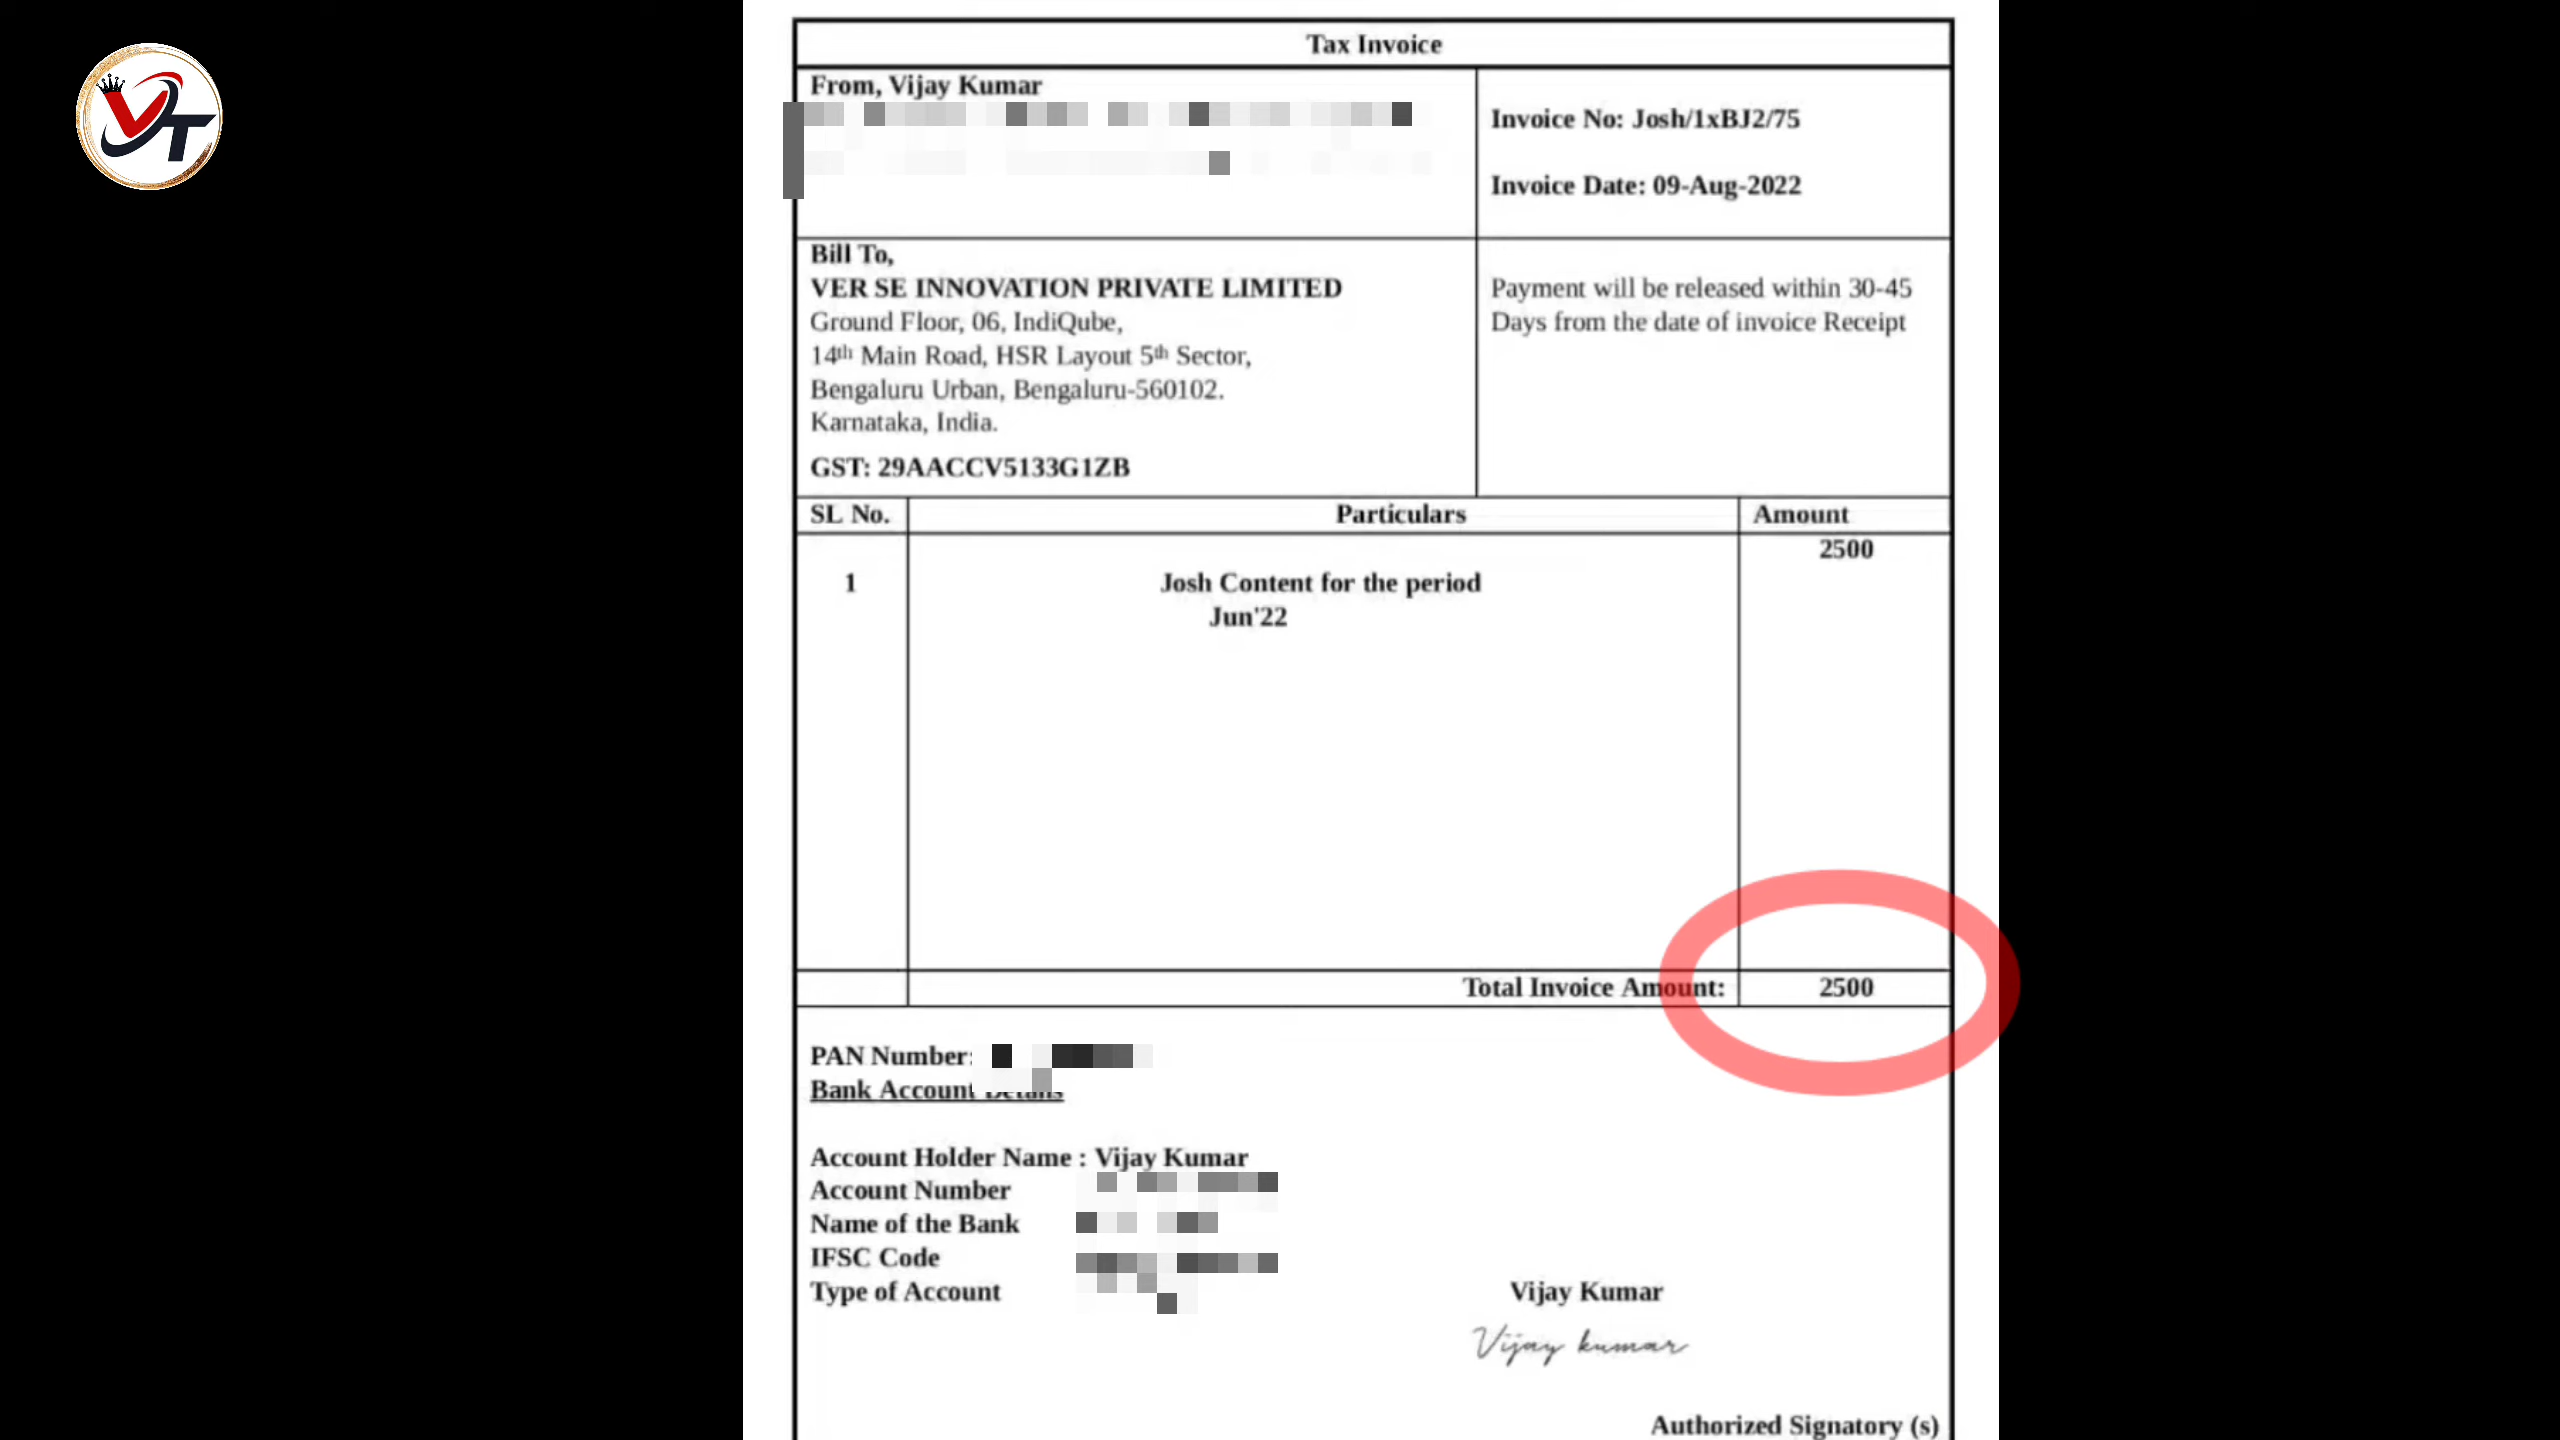 VT
Tax Invoice
From, Vijay Kumar
Invoice No: Josh/1xBJ2/75
Invoice Date: 09-Aug-2022
Bill To,
VER SE INNOVATION PRIVATE LIMITED
Ground Floor, 06, IndiQube,
14th Main Road, HSR Layout 5th Sector,
Bengaluru Urban, Bengaluru-560102.
Karnataka, India.
GST: 29AACCV5133G1ZB
Payment will be released within 30-45
Days from the date of invoice Receipt
SL No. Particulars Amount
2500
1 Josh Content for the period
Jun'22
Total Invoice Amount: 2500
PAN Number:
Bank Account Details
Account Holder Name : Vijay Kumar
Account Number
Name of the Bank
IFSC Code
Type of Account
Vijay Kumar
Vijay kumar
Authorized Signatory (s)